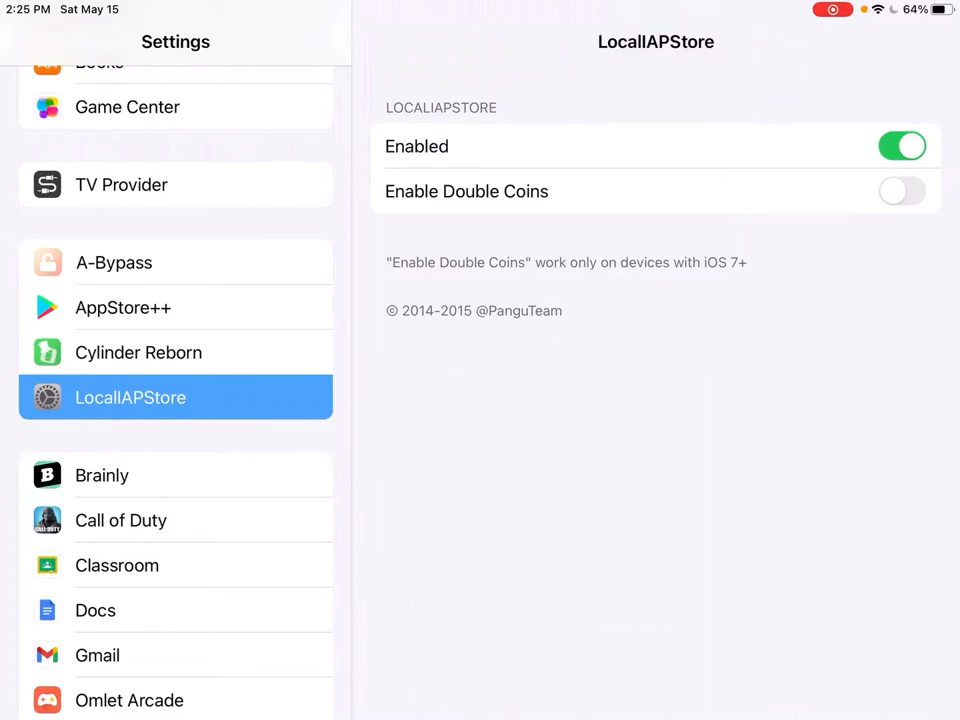 2:25 PM Sat May 15
64%
Settings
Books
Game Center
TV Provider
A-Bypass
AppStore++
Cylinder Reborn
LocalIAPStore
Brainly
Call of Duty
Classroom
Docs
Gmail
Omlet Arcade
LocalIAPStore
LOCALIAPSTORE
Enabled
Enable Double Coins
"Enable Double Coins" work only on devices with iOS 7+
© 2014-2015 @PanguTeam